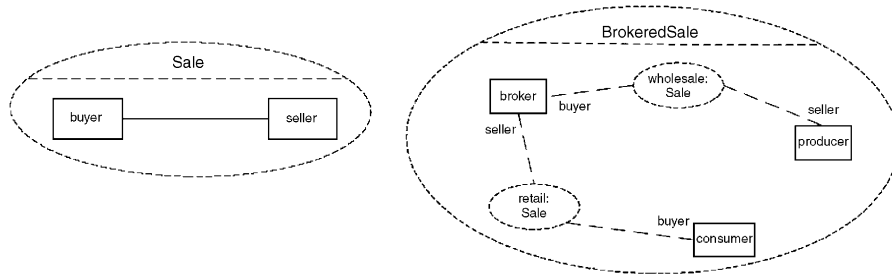 Sale
buyer
seller
BrokeredSale
broker
buyer
wholesale:
Sale
seller
producer
seller
retail:
Sale
buyer
consumer